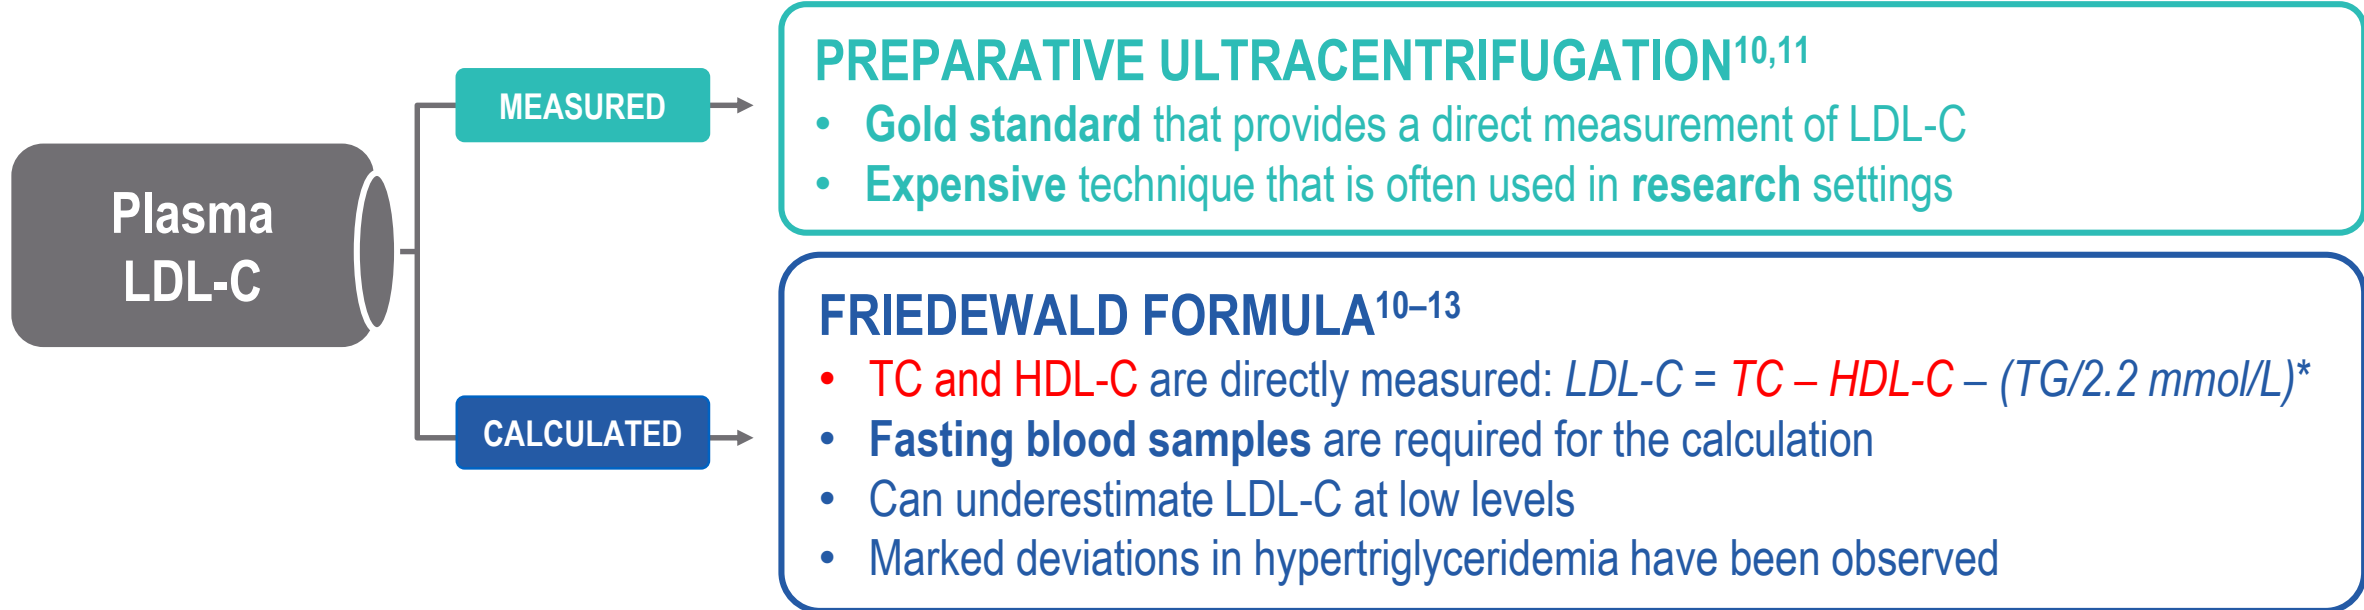 Plasma
LDL-C
MEASURED
PREPARATIVE ULTRACENTRIFUGATION10,11
• Gold standard that provides a direct measurement of LDL-C
• Expensive technique that is often used in research settings
CALCULATED
FRIEDEWALD FORMULA10–13
• TC and HDL-C are directly measured: LDL-C = TC – HDL-C – (TG/2.2 mmol/L)*
• Fasting blood samples are required for the calculation
• Can underestimate LDL-C at low levels
• Marked deviations in hypertriglyceridemia have been observed